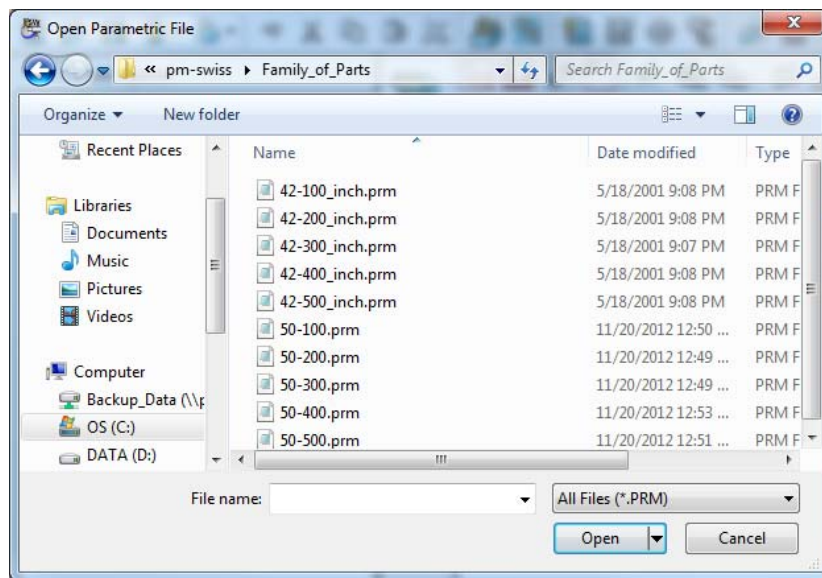 Open Parametric File
« pm-swiss Family_of_Parts Search Family_of_Parts
Organize New folder
Recent Places Name Date modified Type
42-100_inch.prm 5/18/2001 9:08 PM PRM F
Libraries 42-200_inch.prm 5/18/2001 9:08 PM PRM F
Documents 42-300_inch.prm 5/18/2001 9:07 PM PRM F
Music 42-400_inch.prm 5/18/2001 9:08 PM PRM F
Pictures 42-500_inch.prm 5/18/2001 9:08 PM PRM F
Videos 50-100.prm 11/20/2012 12:50 ... PRM F
50-200.prm 11/20/2012 12:49 ... PRM F
Computer 50-300.prm 11/20/2012 12:49 ... PRM F
Backup_Data (\\p 50-400.prm 11/20/2012 12:53 ... PRM F
OS (C:) 50-500.prm 11/20/2012 12:51 ... PRM F
DATA (D:)
File name: All Files (*.PRM)
Open Cancel